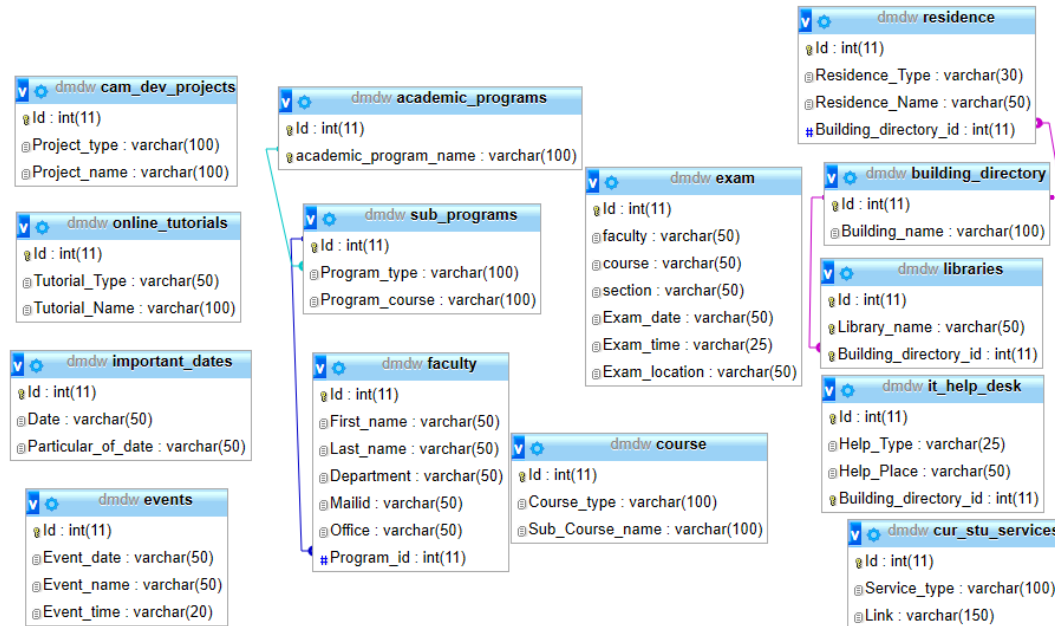 dmdw residence
Id : int(11)
Residence_Type : varchar(30)
Residence_Name : varchar(50)
# Building_directory_id : int(11)
v dmdw cam_dev_projects
Id : int(11)
Project_type : varchar(100)
Project_name : varchar(100)
v dmdw academic_programs
Id : int(11)
academic_program_name : varchar(100)
v dmdw exam
Id : int(11)
faculty : varchar(50)
course : varchar(50)
section : varchar(50)
Exam_date : varchar(50)
Exam_time : varchar(25)
Exam_location : varchar(50)
v dmdw building_directory
Id : int(11)
Building_name : varchar(100)
v dmdw online_tutorials
Id : int(11)
Tutorial_Type : varchar(50)
Tutorial_Name : varchar(100)
v dmdw sub_programs
Id : int(11)
Program_type : varchar(100)
Program_course : varchar(100)
v dmdw libraries
Id : int(11)
Library_name : varchar(50)
Building_directory_id : int(11)
v dmdw important_dates
Id : int(11)
Date : varchar(50)
Particular_of_date : varchar(50)
v dmdw faculty
Id : int(11)
First_name : varchar(50)
Last_name : varchar(50)
Department : varchar(50)
Mailid : varchar(50)
Office : varchar(50)
# Program_id : int(11)
v dmdw course
Id : int(11)
Course_type : varchar(100)
Sub_Course_name : varchar(100)
v dmdw it_help_desk
Id : int(11)
Help_Type : varchar(25)
Help_Place : varchar(50)
Building_directory_id : int(11)
v dmdw events
Id : int(11)
Event_date : varchar(50)
Event_name : varchar(50)
Event_time : varchar(20)
v dmdw cur_stu_services
Id : int(11)
Service_type : varchar(100)
Link : varchar(150)